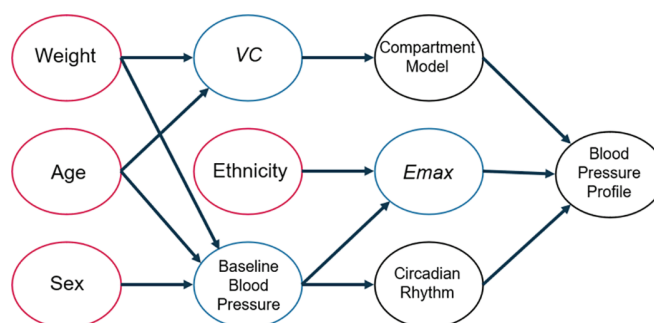 Weight
VC
Compartment
Model
Age
Ethnicity
Emax
Blood
Pressure
Profile
Sex
Baseline
Blood
Pressure
Circadian
Rhythm